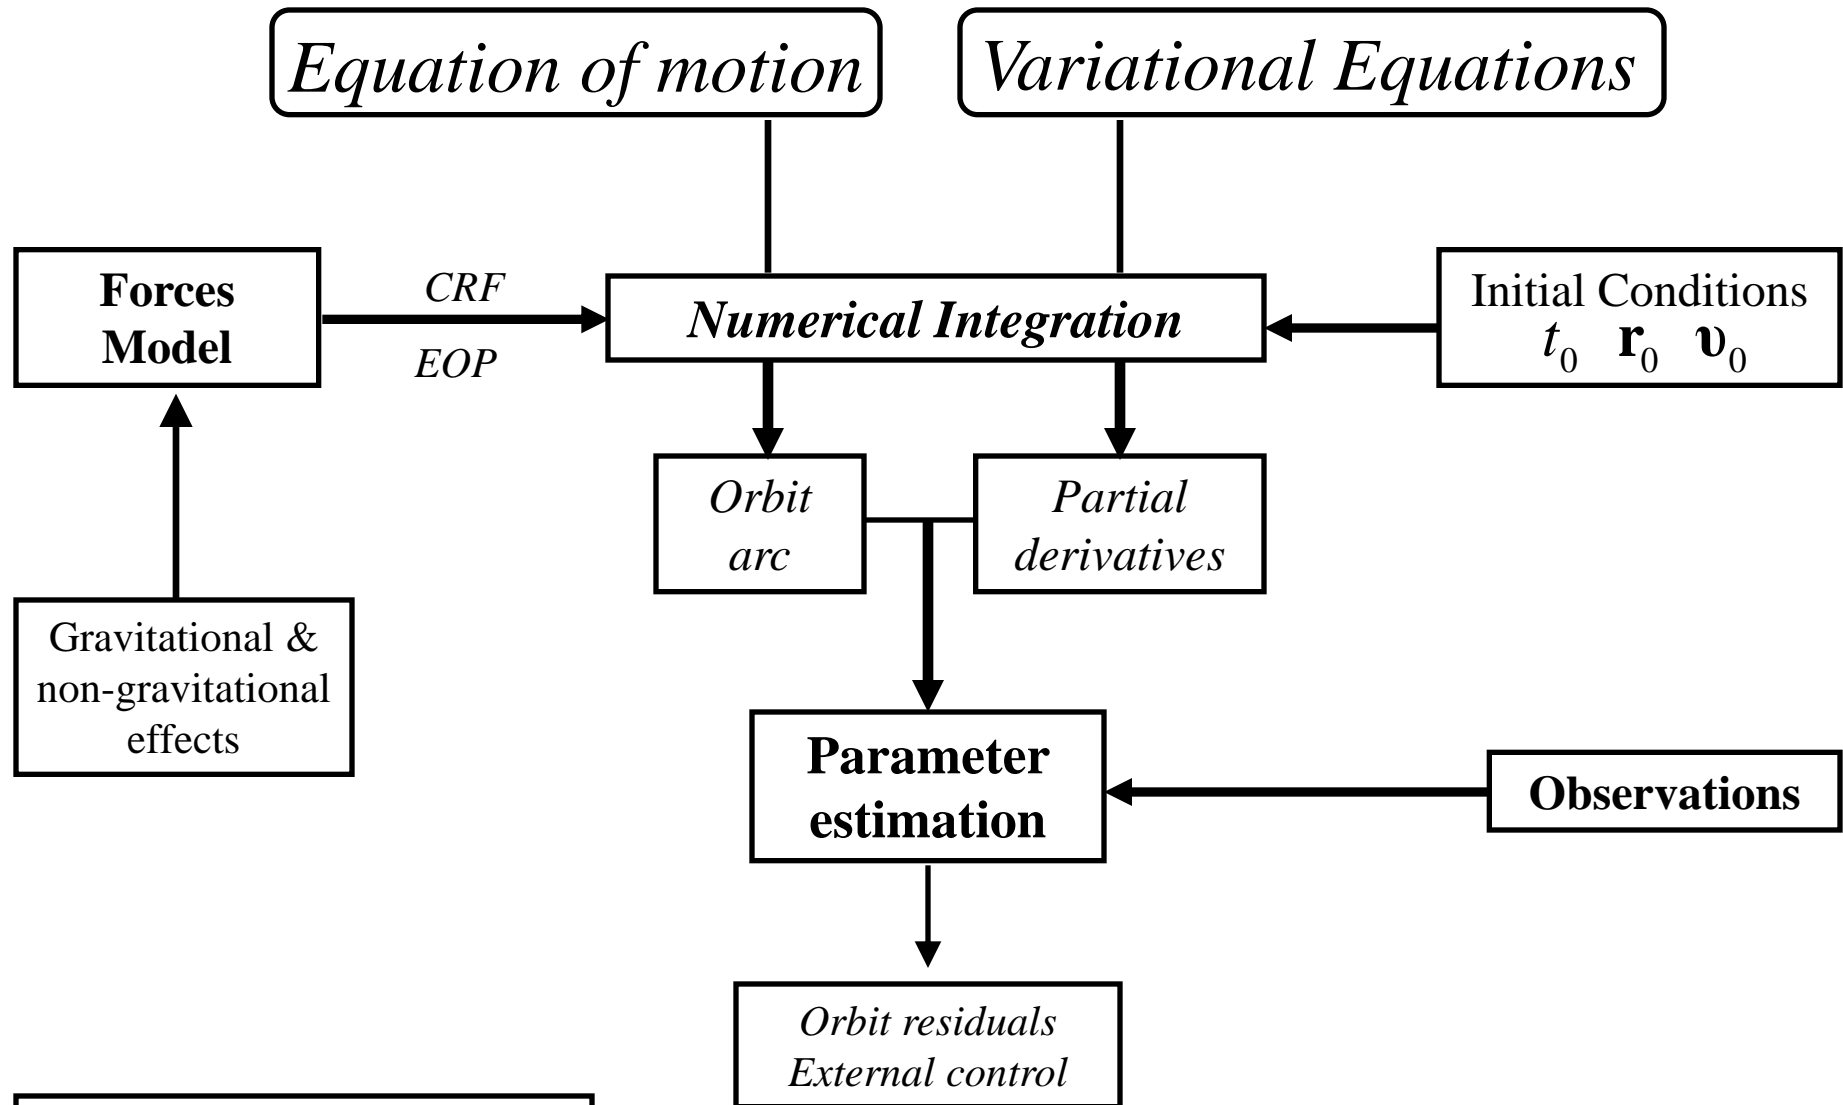 Equation of motion
Variational Equations
Forces
Model
CRF
EOP
Numerical Integration
Initial Conditions
t₀ r₀ υ₀
Orbit
arc
Partial
derivatives
Gravitational &
non-gravitational
effects
Parameter
estimation
Observations
Orbit residuals
External control